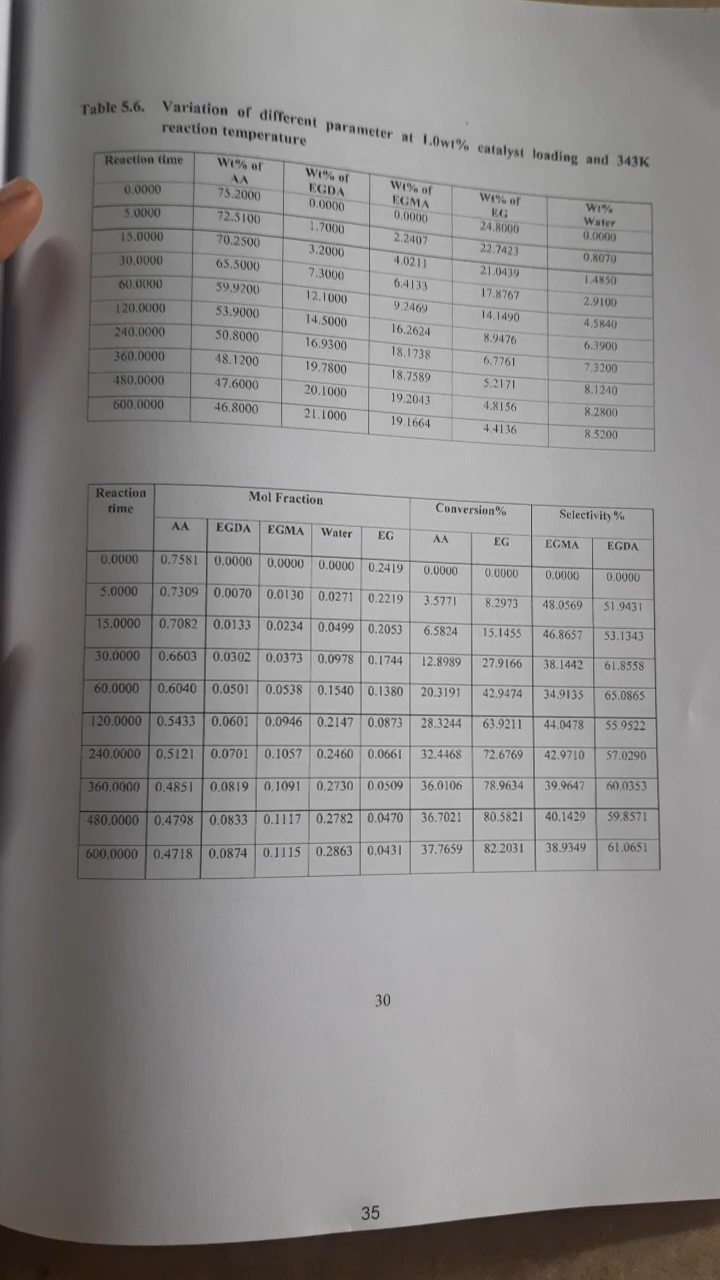 Table 5.6. Variation of different parameter at 1.0wt% catalyst loading and 343K
reaction temperature
Reaction time Wt% of AA Wt% of EGDA Wt% of EGMA Wt% of EG Wt% Water
0.0000 75.2000 0.0000 0.0000 24.8000 0.0000
5.0000 72.5100 1.7000 2.2407 22.7423 0.8070
15.0000 70.2500 3.2000 4.0211 21.0439 1.4850
30.0000 65.5000 7.3000 6.4133 17.8767 2.9100
60.0000 59.9200 12.1000 9.2469 14.1490 4.5840
120.0000 53.9000 14.5000 16.2624 8.9476 6.3900
240.0000 50.8000 16.9300 18.1738 6.7761 7.3200
360.0000 48.1200 19.7800 18.7589 5.2171 8.1240
480.0000 47.6000 20.1000 19.2043 4.8156 8.2800
600.0000 46.8000 21.1000 19.1664 4.4136 8.5200
Reaction time Mol Fraction Conversion% Selectivity%
AA EGDA EGMA Water EG AA EG EGMA EGDA
0.0000 0.7581 0.0000 0.0000 0.0000 0.2419 0.0000 0.0000 0.0000 0.0000
5.0000 0.7309 0.0070 0.0130 0.0271 0.2219 3.5771 8.2973 48.0569 51.9431
15.0000 0.7082 0.0133 0.0234 0.0499 0.2053 6.5824 15.1455 46.8657 53.1343
30.0000 0.6603 0.0302 0.0373 0.0978 0.1744 12.8989 27.9166 38.1442 61.8558
60.0000 0.6040 0.0501 0.0538 0.1540 0.1380 20.3191 42.9474 34.9135 65.0865
120.0000 0.5433 0.0601 0.0946 0.2147 0.0873 28.3244 63.9211 44.0478 55.9522
240.0000 0.5121 0.0701 0.1057 0.2460 0.0661 32.4468 72.6769 42.9710 57.0290
360.0000 0.4851 0.0819 0.1091 0.2730 0.0509 36.0106 78.9634 39.9647 60.0353
480.0000 0.4798 0.0833 0.1117 0.2782 0.0470 36.7021 80.5821 40.1429 59.8571
600.0000 0.4718 0.0874 0.1115 0.2863 0.0431 37.7659 82.2031 38.9349 61.0651
30
35